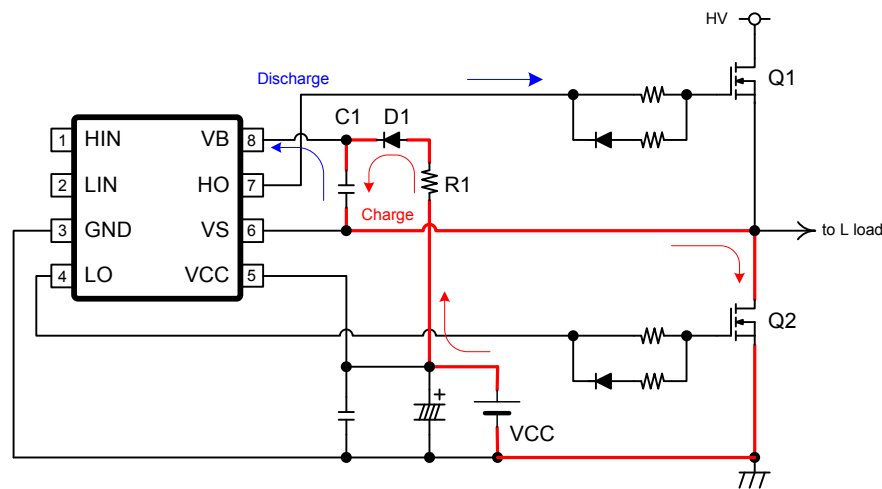 HV
Q1
Discharge
C1 D1
1 HIN VB 8
2 LIN HO 7
R1
Charge
3 GND VS 6
to L load
4 LO VCC 5
Q2
+
VCC